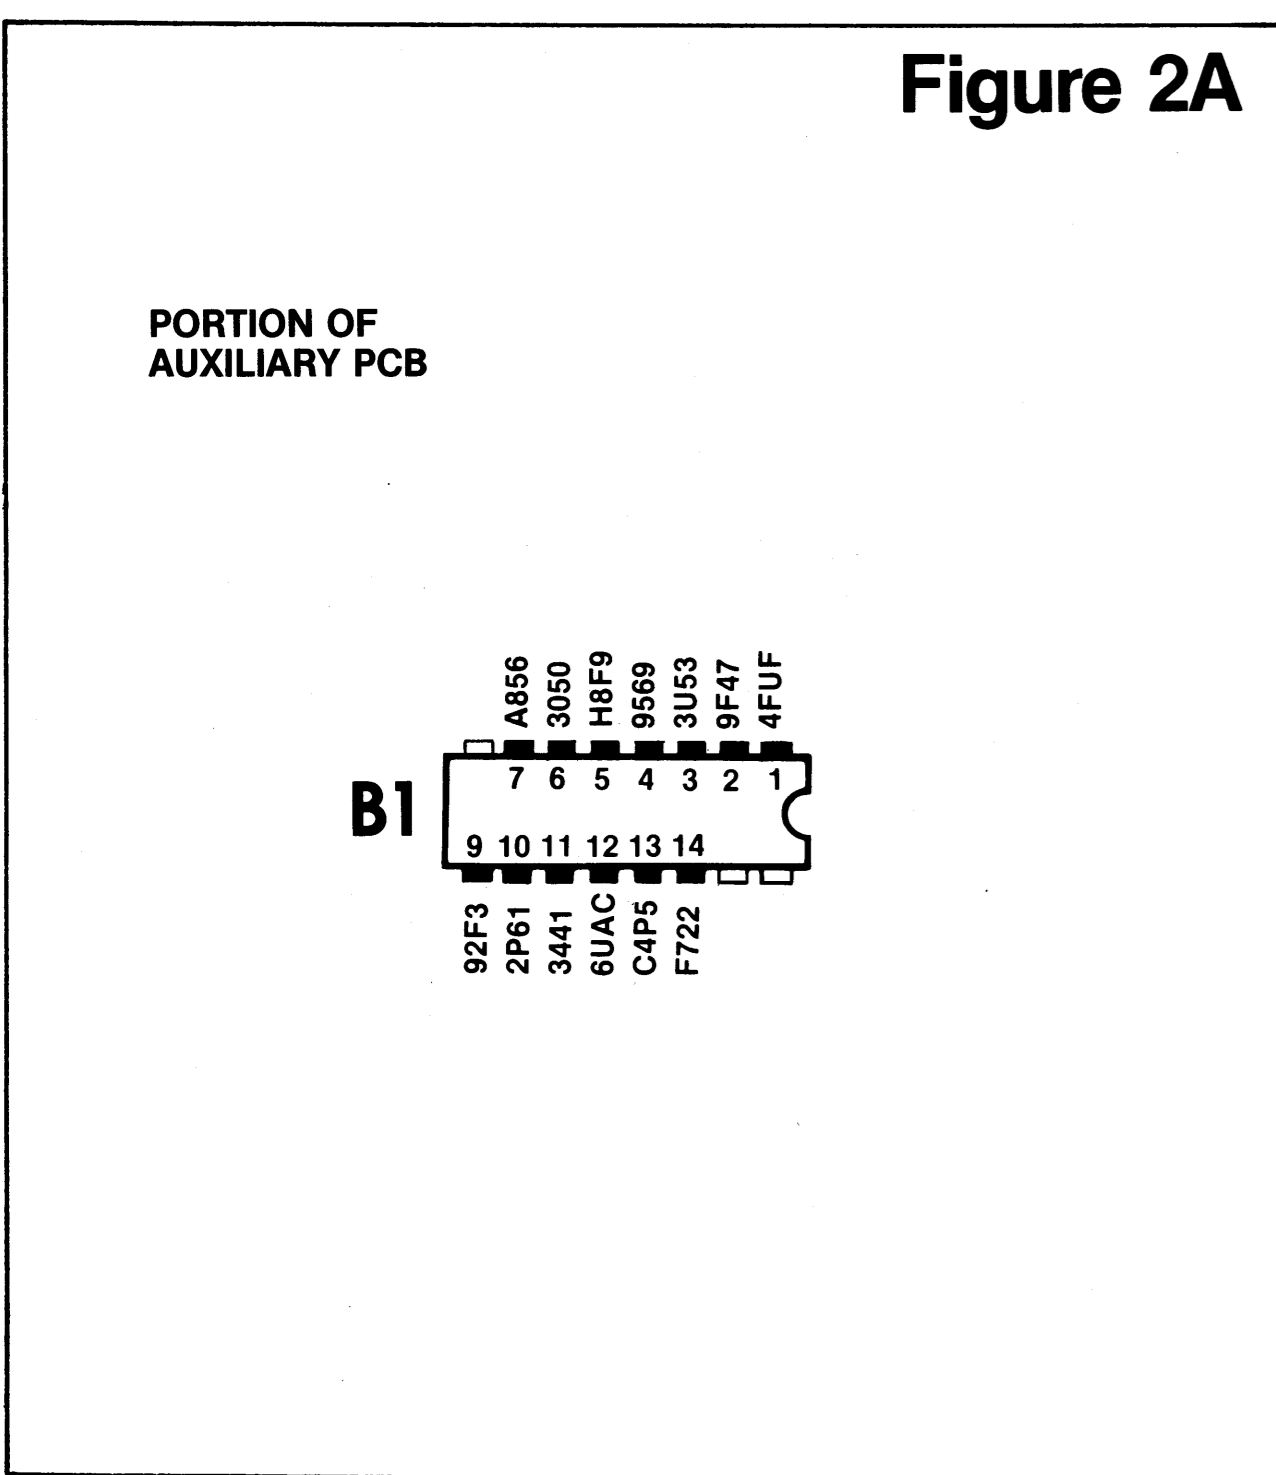 Figure 2A
PORTION OF
AUXILIARY PCB
A856 3050 H8F9 9569 3U53 9F47 4FUF
7 6 5 4 3 2 1
B1
9 10 11 12 13 14
92F3 2P61 3441 6UAC C4P5 F722